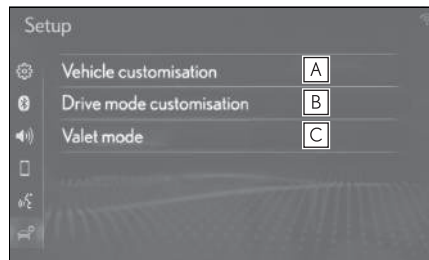 Setup
Vehicle customisation A
Drive mode customisation B
Valet mode C